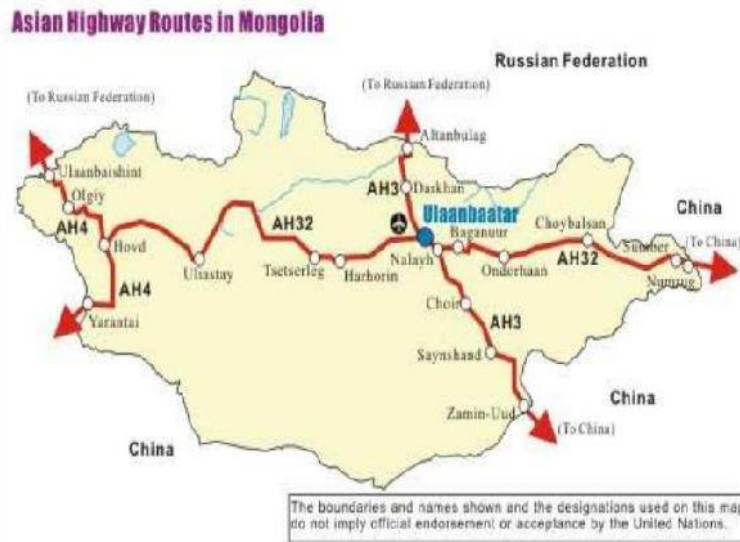 Asian Highway Routes in Mongolia
Russian Federation
(To Russian Federation)
(To Russian Federation)
Altanbulag
Ulaanbaishint
AH3
Darkhan
Olgiy
AH4
Ulaanbaatar
China
AH32
Baganuur
Choybalsan
(To China)
Hovd
Sumber
Nalayh
AH32
Uliastay
Tsetserleg
Harhorin
Onderhaan
Numrug
AH4
Choir
AH3
Yarantai
Saynshand
China
Zamin-Uud
(To China)
China
The boundaries and names shown and the designations used on this map
do not imply official endorsement or acceptance by the United Nations.